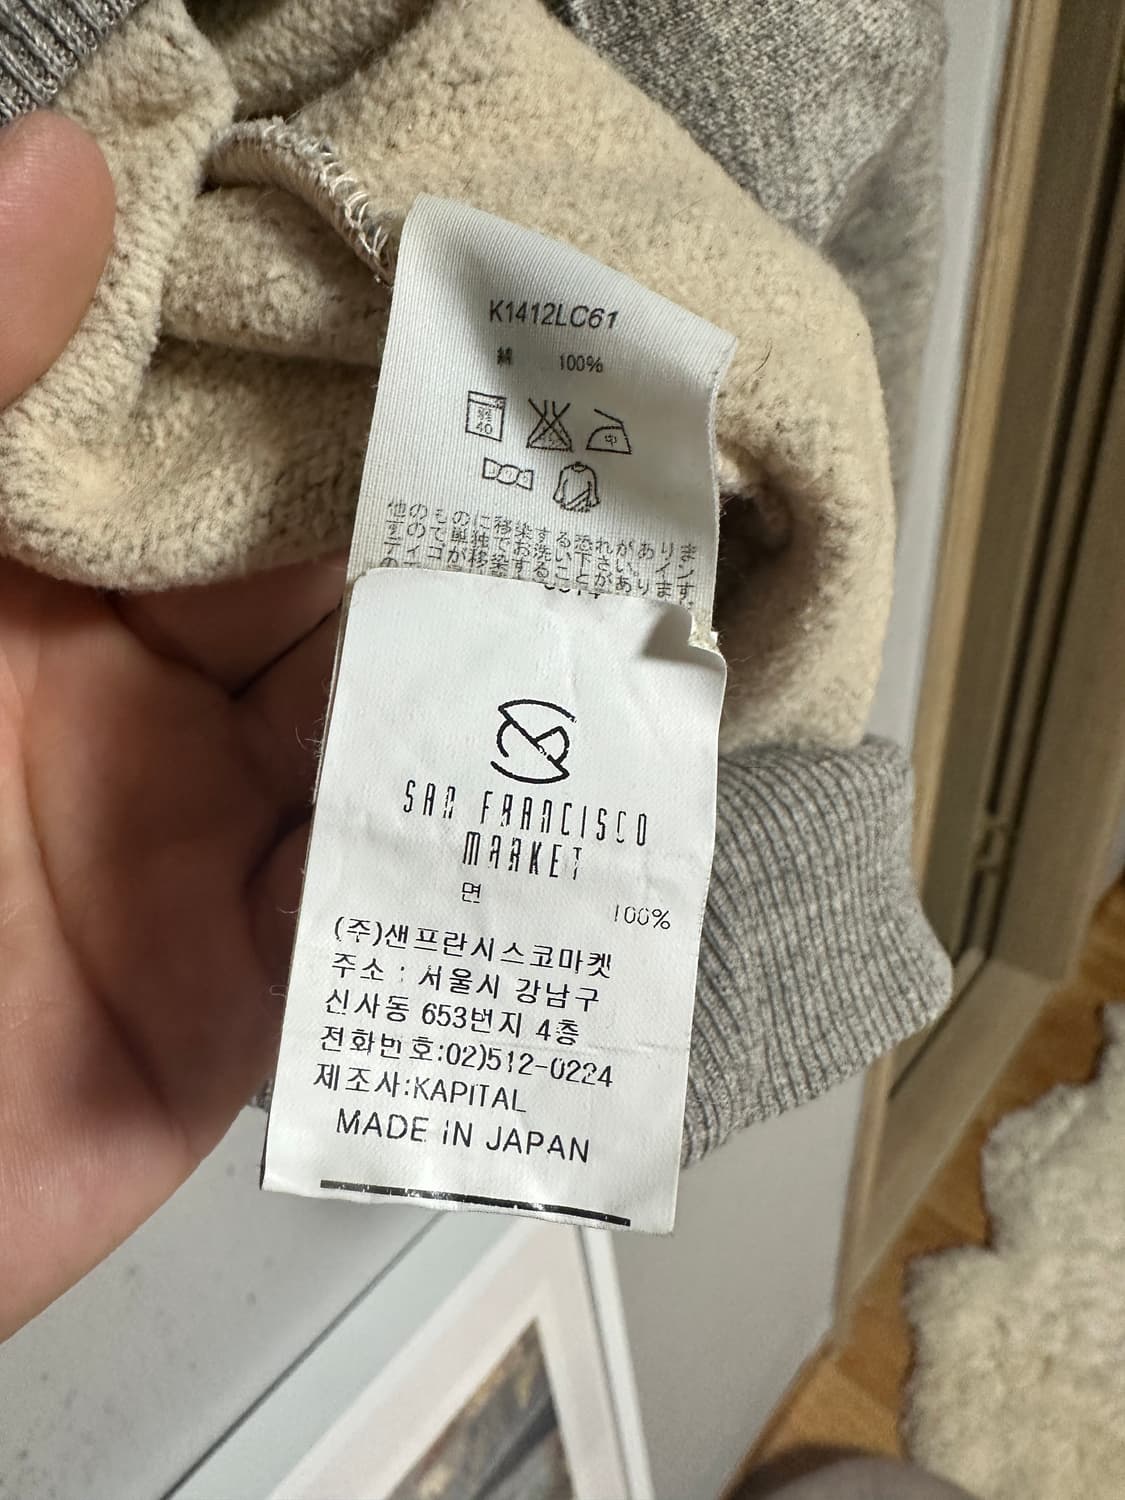 K1412LC61
綿 100%
40
中
他のものに移染する恐れがありま
すので単独でお洗い下さい。イン
ディゴが移染することがあります
SAN FRANCISCO
MARKET
면 100%
(주)샌프란시스코마켓
주소 : 서울시 강남구
신사동 653번지 4층
전화번호:02)512-0224
제조사:KAPITAL
MADE IN JAPAN